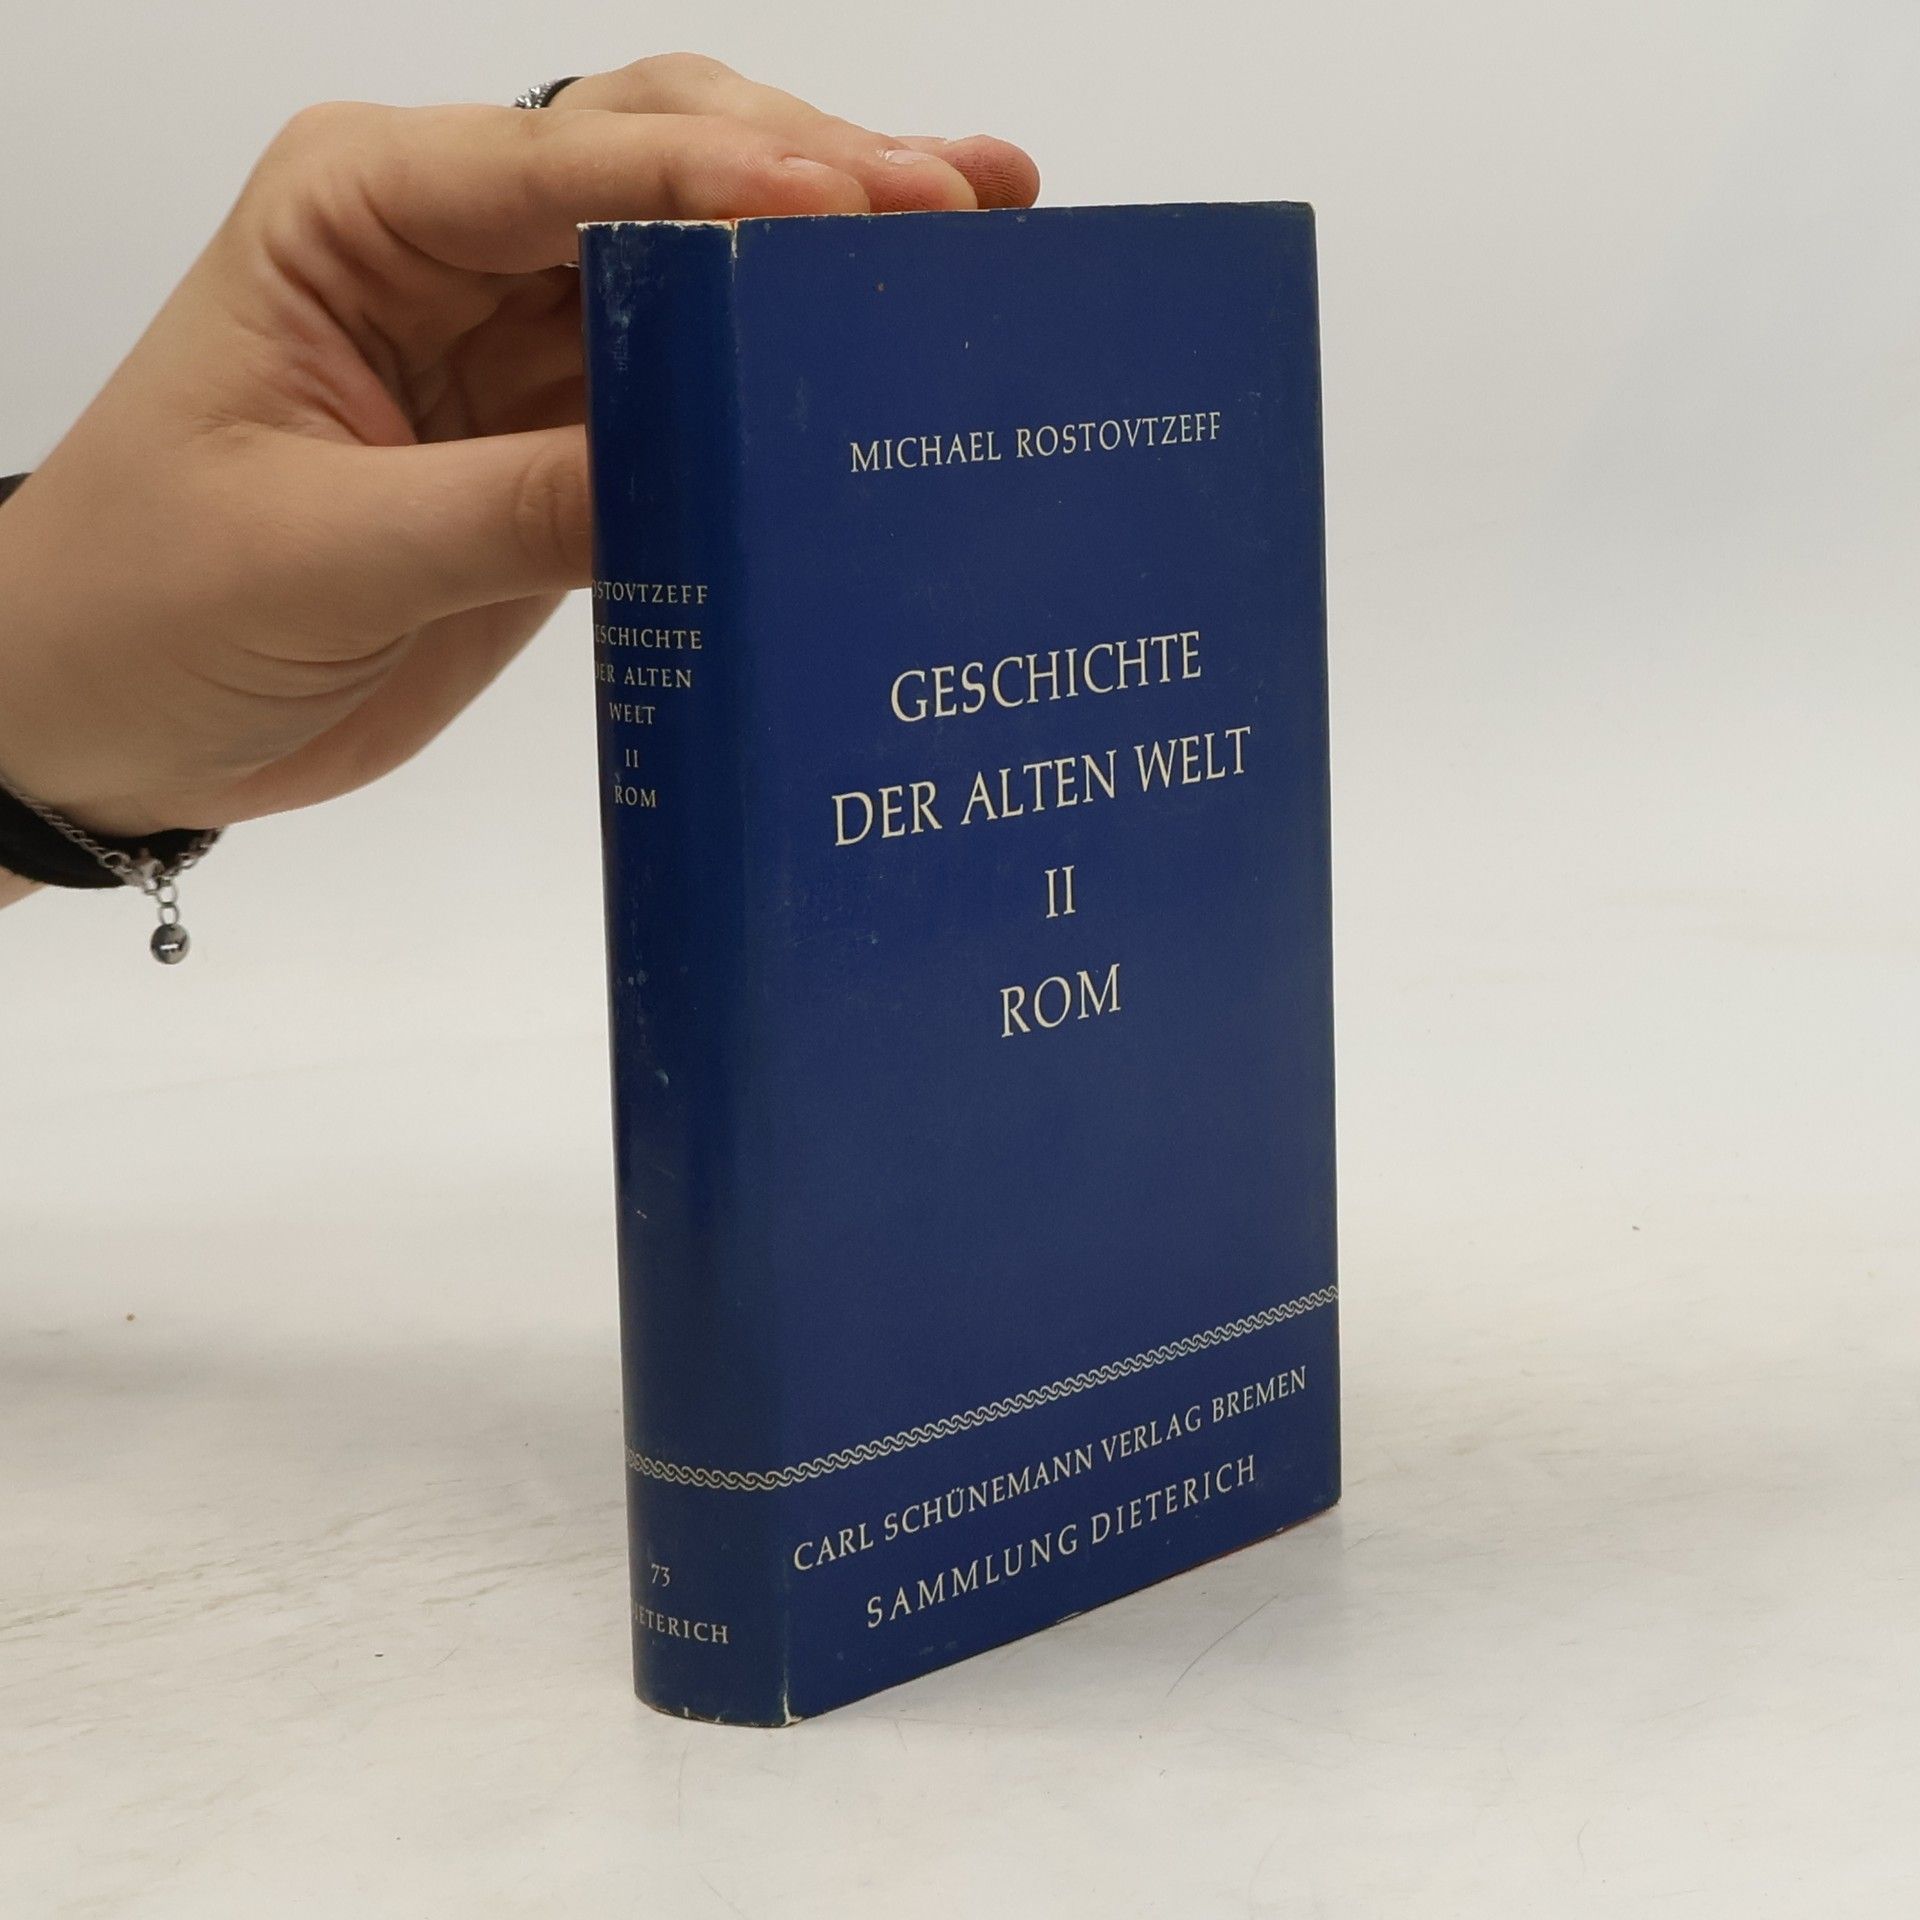 OSTOVTZEFF
ESCHICHTE
DER ALTEN
WELT
II
ROM
73
DIETERICH
MICHAEL ROSTOVTZEFF
GESCHICHTE
DER ALTEN WELT
II
ROM
CARL SCHÜNEMANN VERLAG BREMEN
SAMMLUNG DIETERICH